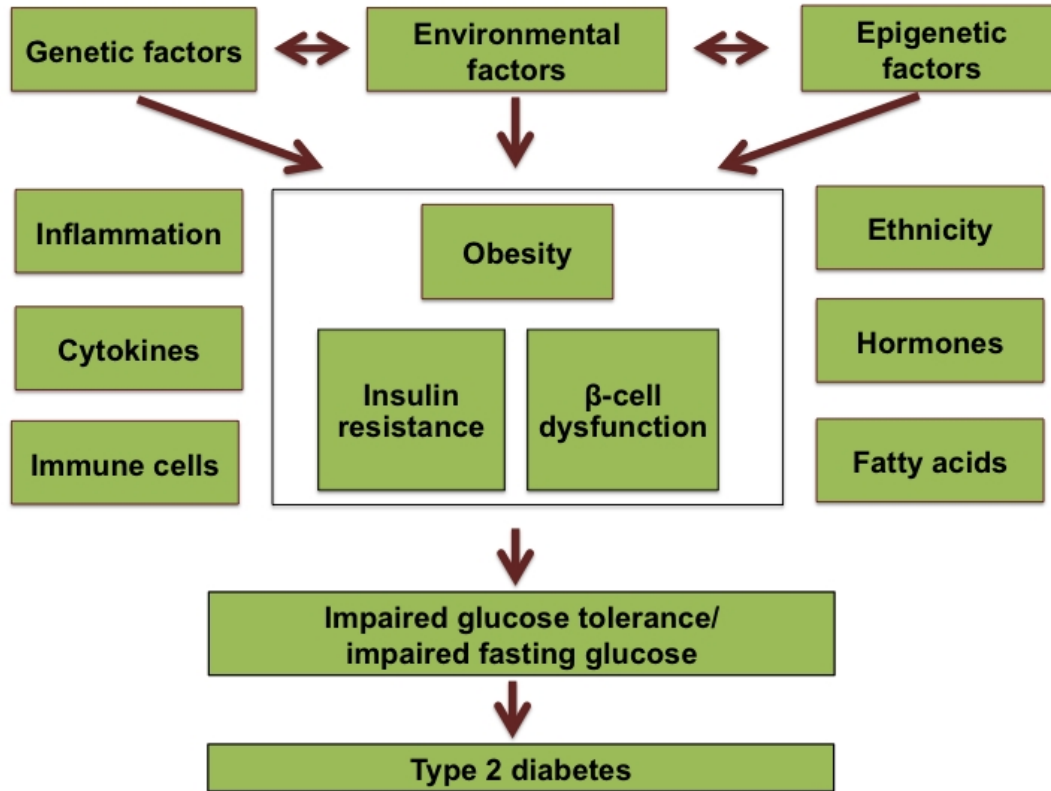 Genetic factors
Environmental
factors
Epigenetic
factors
Inflammation
Cytokines
Immune cells
Obesity
Insulin
resistance
β-cell
dysfunction
Ethnicity
Hormones
Fatty acids
Impaired glucose tolerance/
impaired fasting glucose
Type 2 diabetes